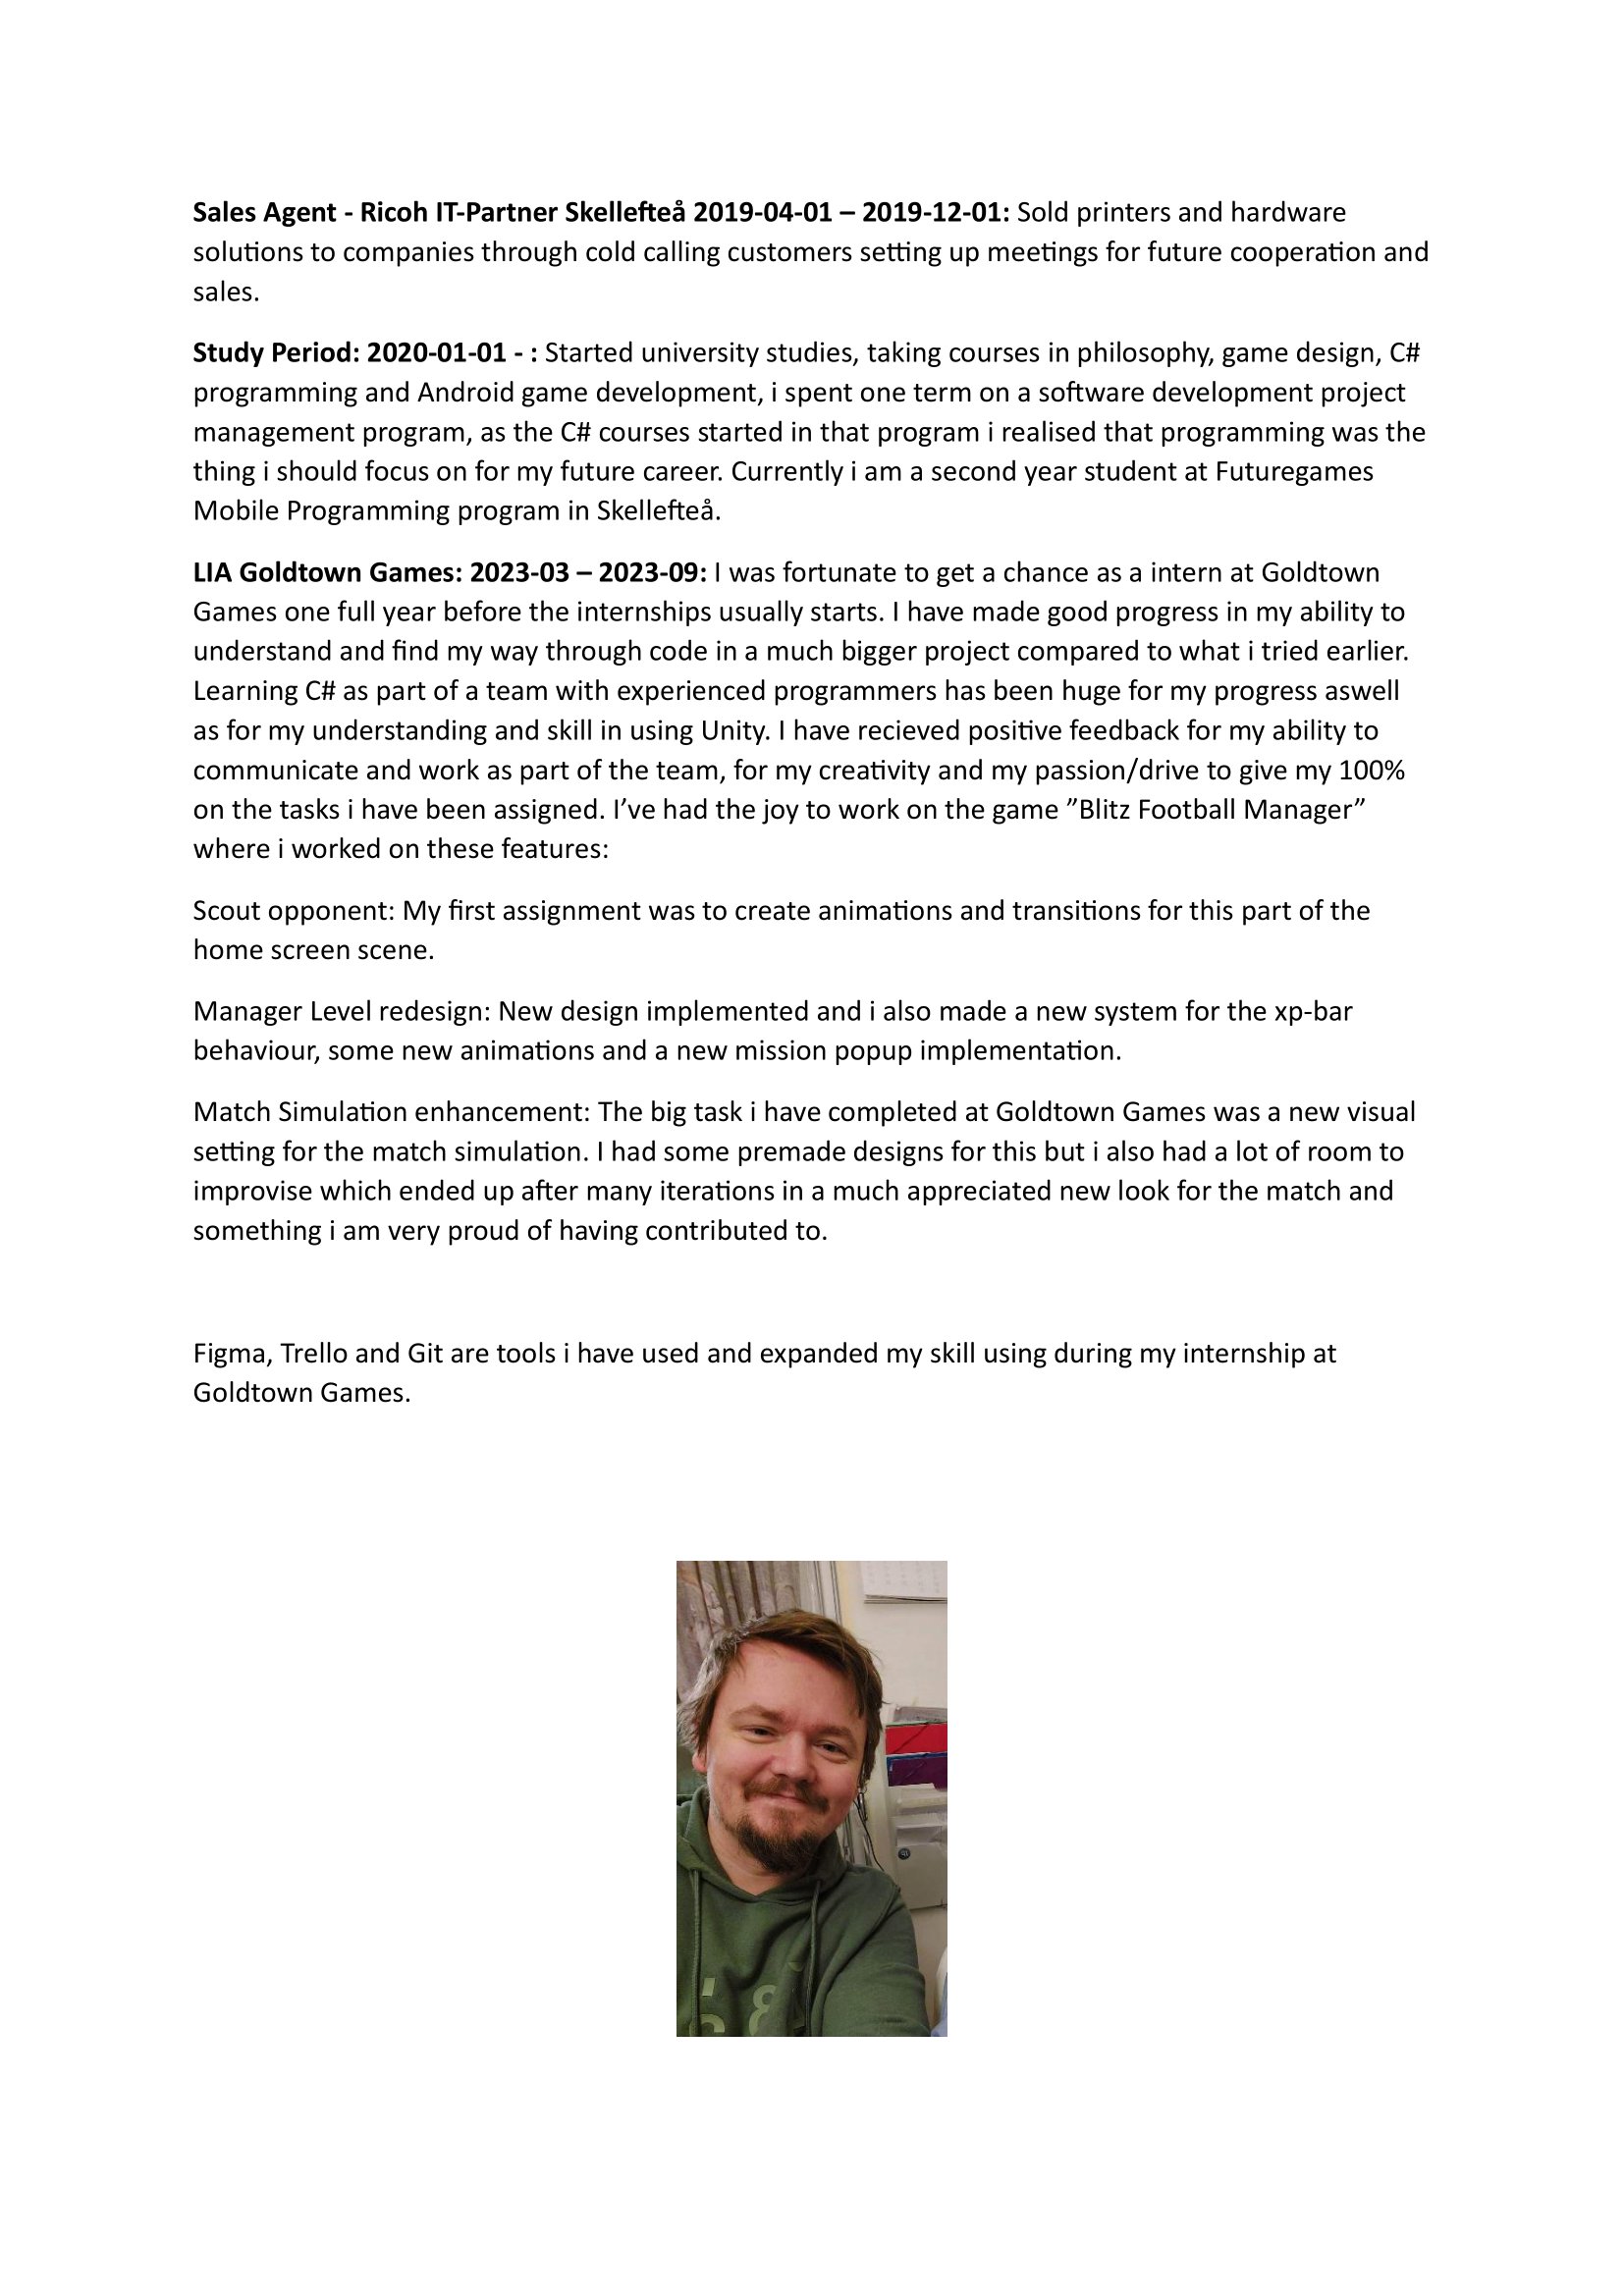 Sales Agent - Ricoh IT-Partner Skellefteå 2019-04-01 – 2019-12-01: Sold printers and hardware
solutions to companies through cold calling customers setting up meetings for future cooperation and
sales.
Study Period: 2020-01-01 - : Started university studies, taking courses in philosophy, game design, C#
programming and Android game development, i spent one term on a software development project
management program, as the C# courses started in that program i realised that programming was the
thing i should focus on for my future career. Currently i am a second year student at Futuregames
Mobile Programming program in Skellefteå.
LIA Goldtown Games: 2023-03 – 2023-09: I was fortunate to get a chance as a intern at Goldtown
Games one full year before the internships usually starts. I have made good progress in my ability to
understand and find my way through code in a much bigger project compared to what i tried earlier.
Learning C# as part of a team with experienced programmers has been huge for my progress aswell
as for my understanding and skill in using Unity. I have recieved positive feedback for my ability to
communicate and work as part of the team, for my creativity and my passion/drive to give my 100%
on the tasks i have been assigned. I’ve had the joy to work on the game ”Blitz Football Manager”
where i worked on these features:
Scout opponent: My first assignment was to create animations and transitions for this part of the
home screen scene.
Manager Level redesign: New design implemented and i also made a new system for the xp-bar
behaviour, some new animations and a new mission popup implementation.
Match Simulation enhancement: The big task i have completed at Goldtown Games was a new visual
setting for the match simulation. I had some premade designs for this but i also had a lot of room to
improvise which ended up after many iterations in a much appreciated new look for the match and
something i am very proud of having contributed to.
Figma, Trello and Git are tools i have used and expanded my skill using during my internship at
Goldtown Games.